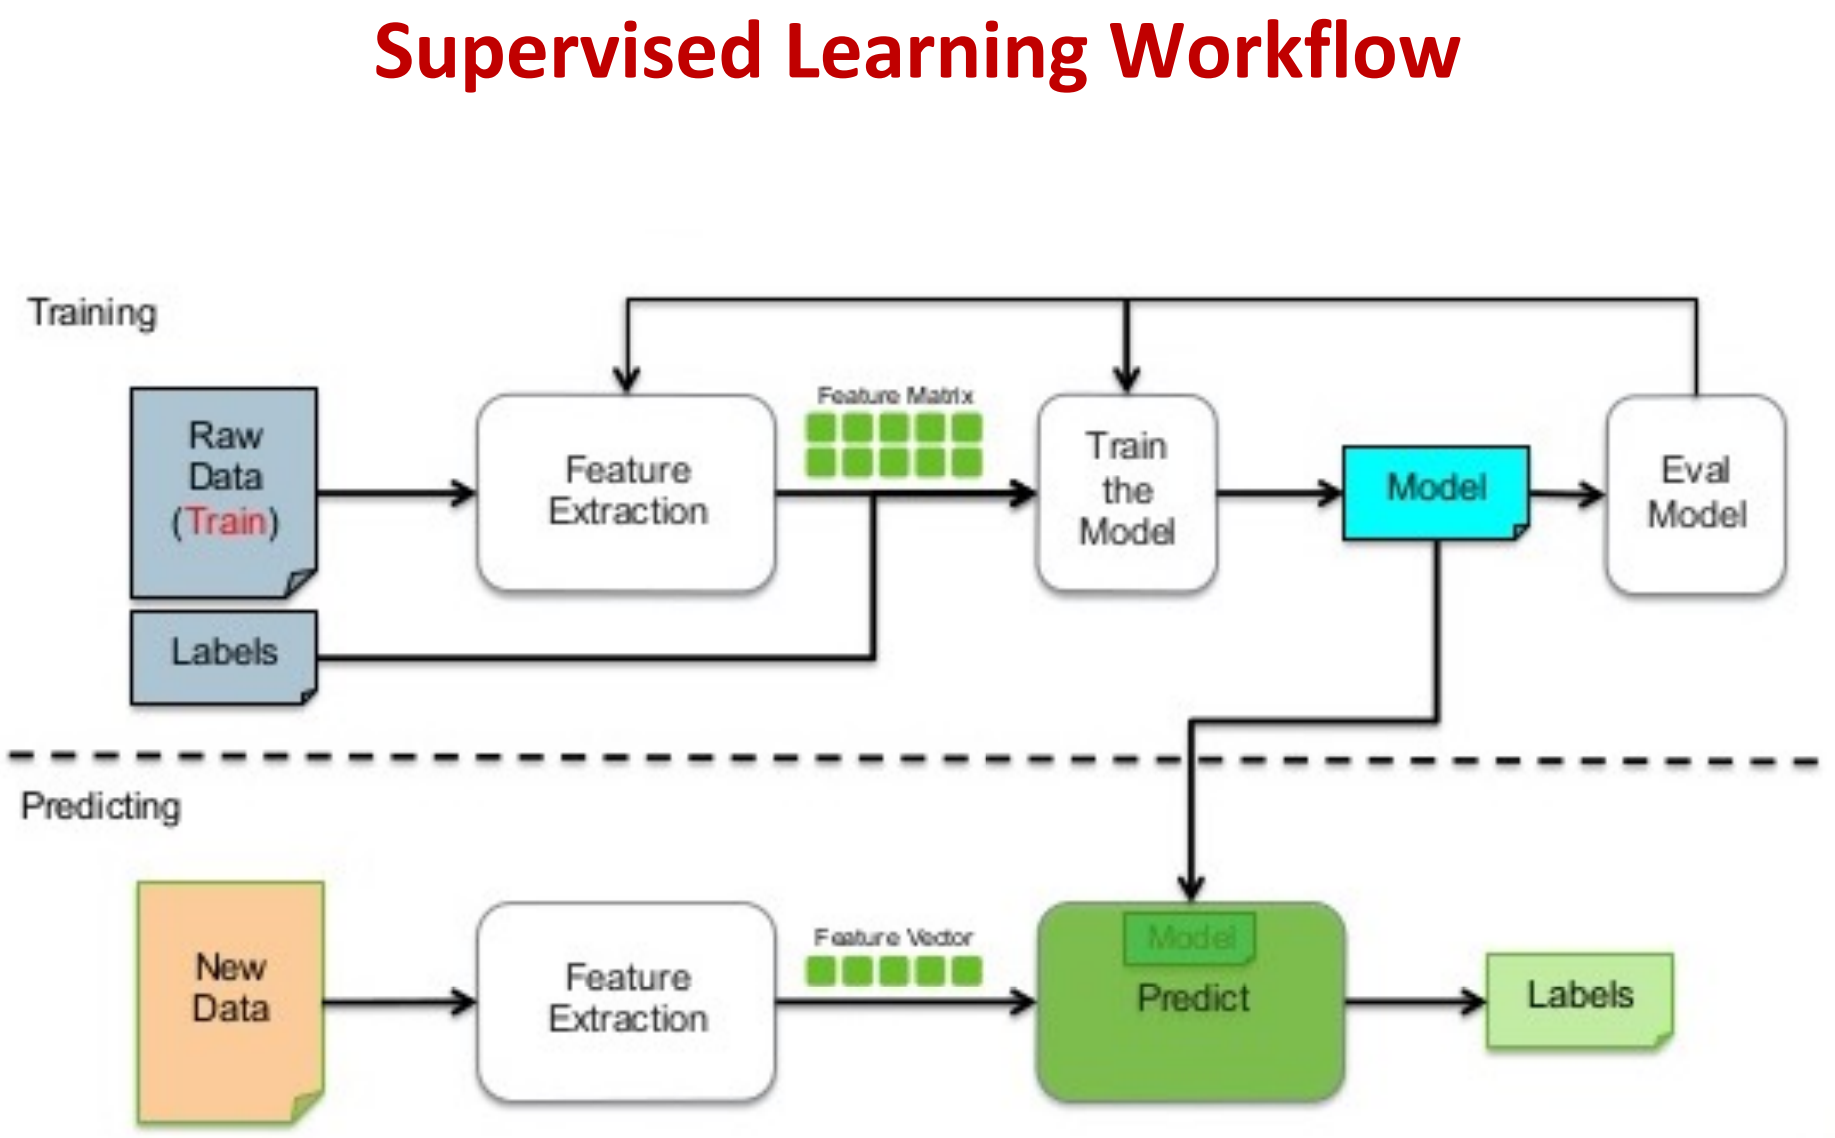 Supervised Learning Workflow
Training
Raw
Data
(Train)
Labels
Feature
Extraction
Feature Matrix
Train
the
Model
Model
Eval
Model
Predicting
New
Data
Feature
Extraction
Feature Vector
Model
Predict
Labels